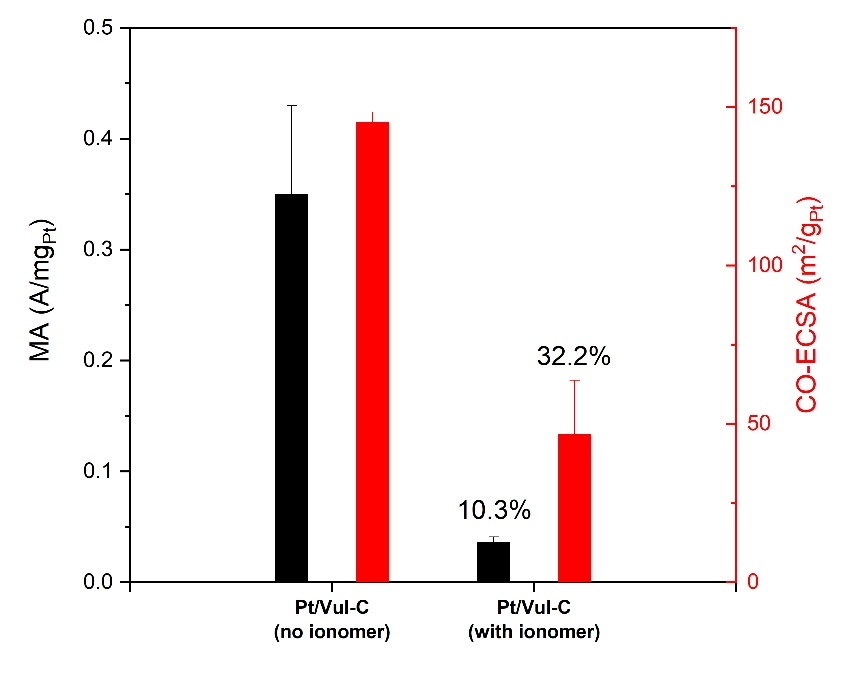 MA (A/mgPt)
0.5
0.4
0.3
0.2
0.1
0.0
10.3%
32.2%
150
100
50
0
CO-ECSA (m²/gPt)
Pt/Vul-C
(no ionomer)
Pt/Vul-C
(with ionomer)